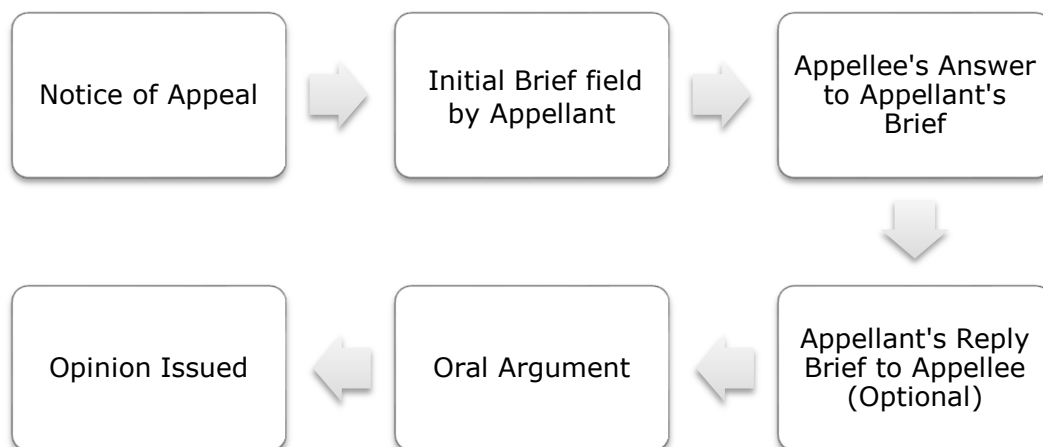 Notice of Appeal
Initial Brief field
by Appellant
Appellee's Answer
to Appellant's
Brief
Appellant's Reply
Brief to Appellee
(Optional)
Oral Argument
Opinion Issued